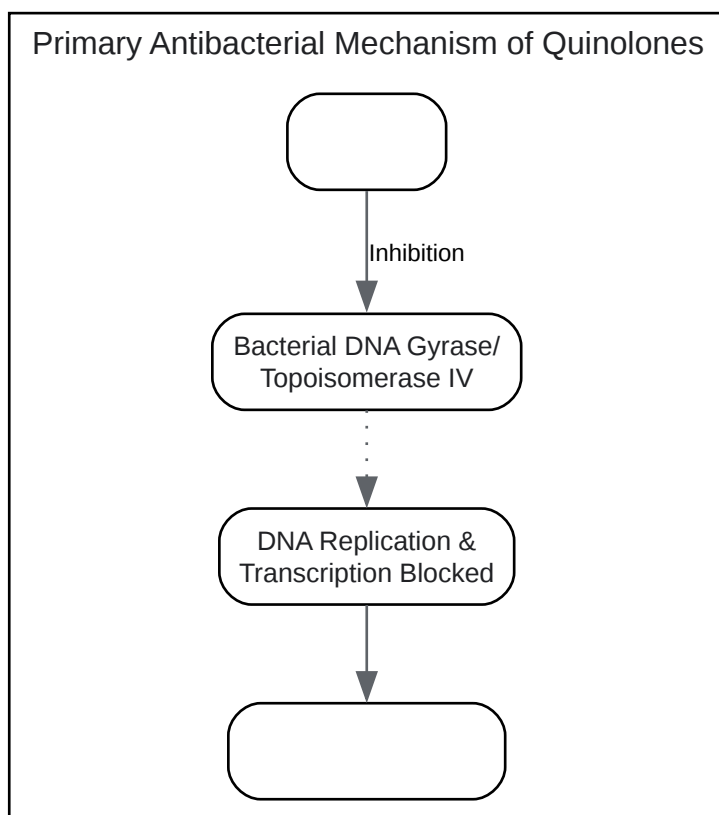 Primary Antibacterial Mechanism of Quinolones
Inhibition
Bacterial DNA Gyrase/
Topoisomerase IV
DNA Replication &
Transcription Blocked